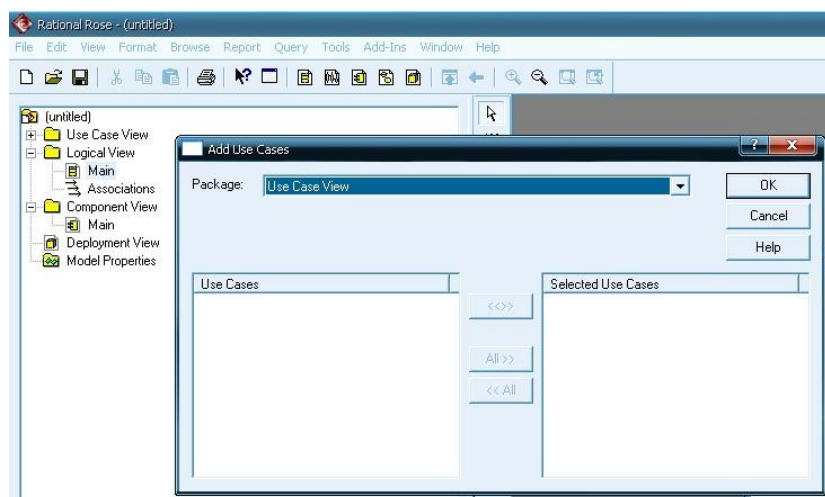 Rational Rose - (untitled)
File Edit View Format Browse Report Query Tools Add-Ins Window Help
(untitled)
Use Case View
Logical View
Main
Associations
Component View
Main
Deployment View
Model Properties
Add Use Cases
Package: Use Case View
OK
Cancel
Help
Use Cases
Selected Use Cases
<<>>
All >>
<< All